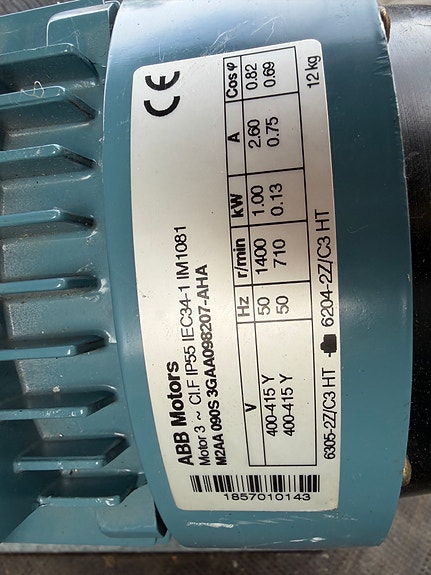 ABB Motors
CE
Motor 3 ~ Cl.F IP55 IEC34-1 IM1081
M2AA 090S 3GAA098207-AHA
V Hz r/min kW A Cos φ
400-415 Y 50 1400 1.00 2.60 0.82
400-415 Y 50 710 0.13 0.75 0.69
6305-2Z/C3 HT 6204-2Z/C3 HT 12 kg
1857010143